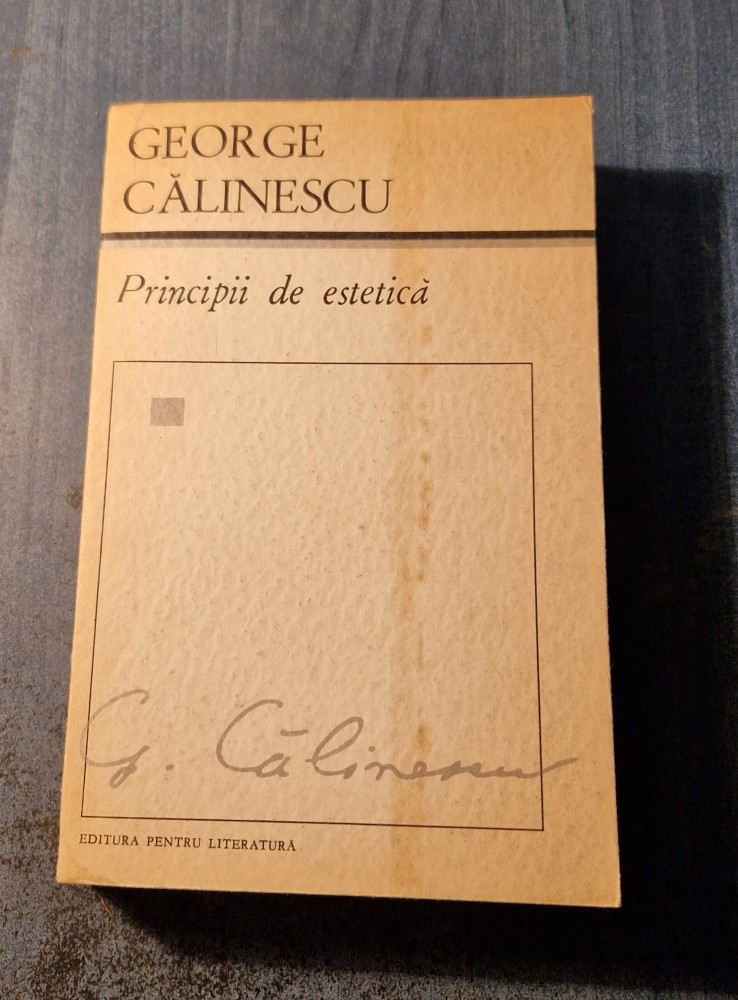 GEORGE
CĂLINESCU
Principii de estetică
G. Călinescu
EDITURA PENTRU LITERATURĂ